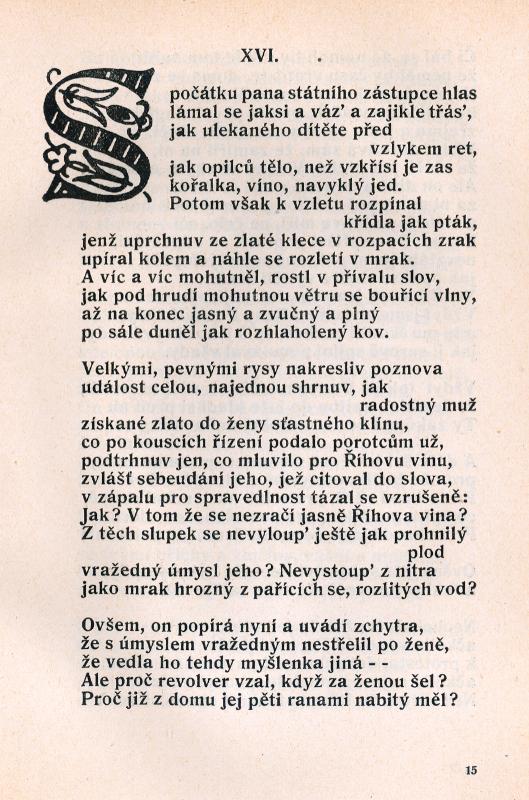 XVI.
S počátku pana státního zástupce hlas
lámal se jaksi a váz’ a zajikle třás’,
jak ulekaného dítěte před
vzlykem ret,
jak opilců tělo, než vzkřísí je zas
kořalka, víno, navyklý jed.
Potom však k vzletu rozpínal
křídla jak pták,
jenž uprchnuv ze zlaté klece v rozpacích zrak
upíral kolem a náhle se rozletí v mrak.
A víc a víc mohutněl, rostl v přívalu slov,
jak pod hrudí mohutnou větru se bouřící vlny,
až na konec jasný a zvučný a plný
po sále duněl jak rozhlaholený kov.
Velkými, pevnými rysy nakresliv poznova
událost celou, najednou shrnuv, jak
radostný muž
získané zlato do ženy sťastného klínu,
co po kouscích řízení podalo porotcům už,
podtrhnuv jen, co mluvilo pro Říhovu vinu,
zvlášť sebeudání jeho, jež citoval do slova,
v zápalu pro spravedlnost tázal se vzrušeně:
Jak? V tom že se nezračí jasně Říhova vina?
Z těch slupek se nevyloup’ ještě jak prohnilý
plod
vražedný úmysl jeho? Nevystoup’ z nitra
jako mrak hrozný z pařících se, rozlitých vod?
Ovšem, on popírá nyní a uvádí zchytra,
že s úmyslem vražedným nestřelil po ženě,
že vedla ho tehdy myšlenka jiná - -
Ale proč revolver vzal, když za ženou šel?
Proč již z domu jej pěti ranami nabitý měl?
15